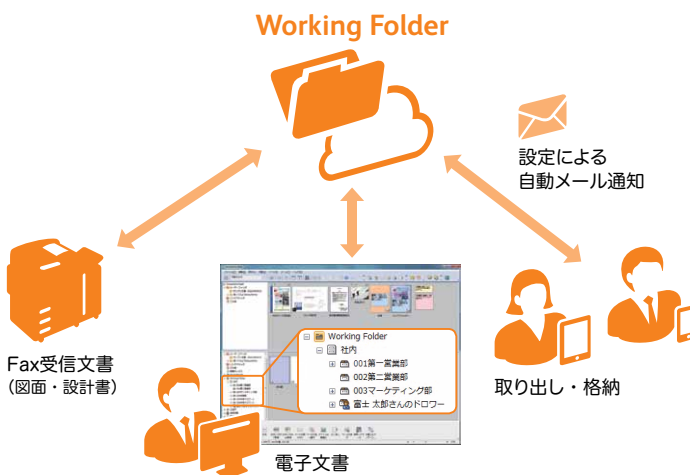 Working Folder
設定による
自動メール通知
Fax受信文書
（図面・設計書）
Working Folder
社内
001第一営業部
002第二営業部
003マーケティング部
富士 太郎さんのドロワー
取り出し・格納
電子文書